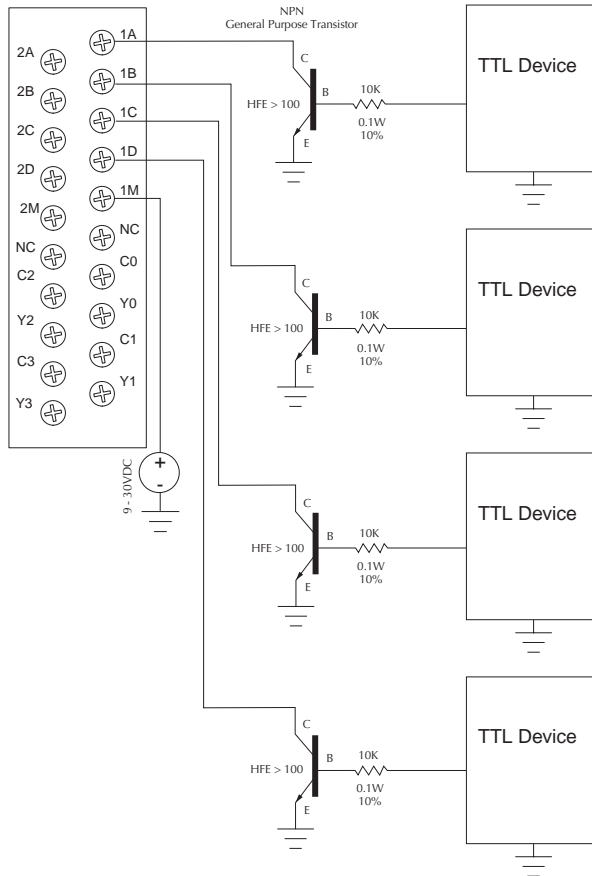 NPN
General Purpose Transistor
2A
2B
2C
2D
2M
NC
C2
Y2
C3
Y3
1A
1B
1C
1D
1M
NC
C0
Y0
C1
Y1
+
-
9 - 30VDC
C
HFE > 100
B
E
10K
0.1W
10%
TTL Device
C
HFE > 100
B
E
10K
0.1W
10%
TTL Device
C
HFE > 100
B
E
10K
0.1W
10%
TTL Device
C
HFE > 100
B
E
10K
0.1W
10%
TTL Device